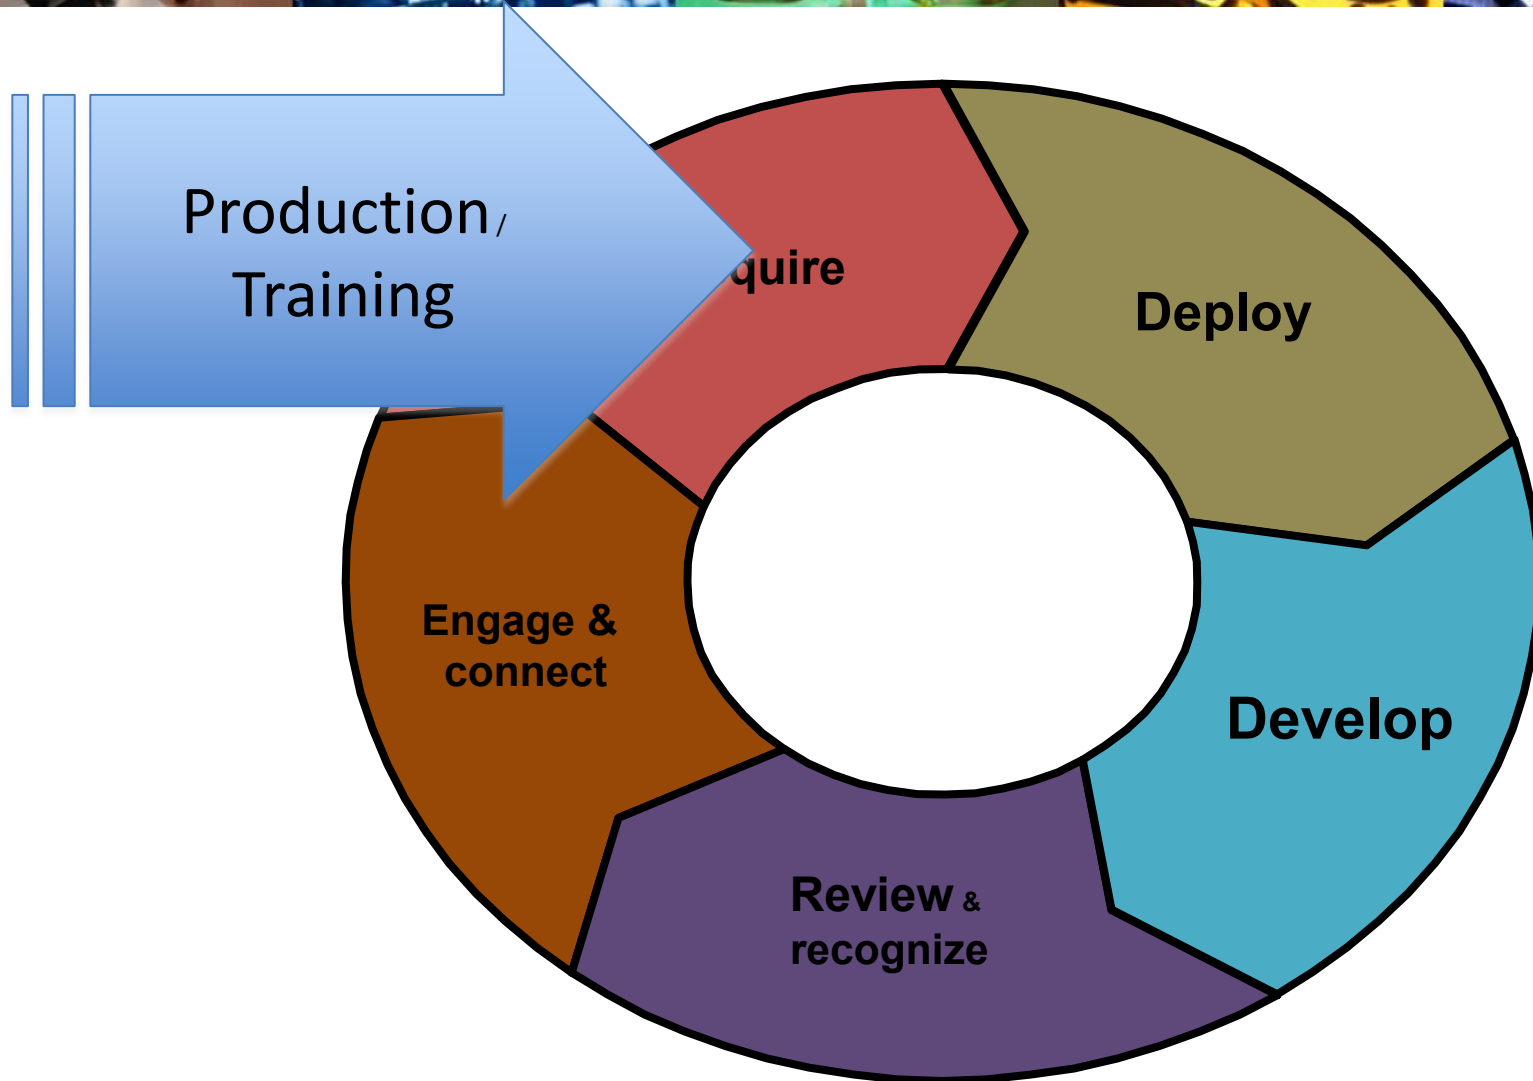 Production /
Training
quire
Deploy
Develop
Review &
recognize
Engage &
connect